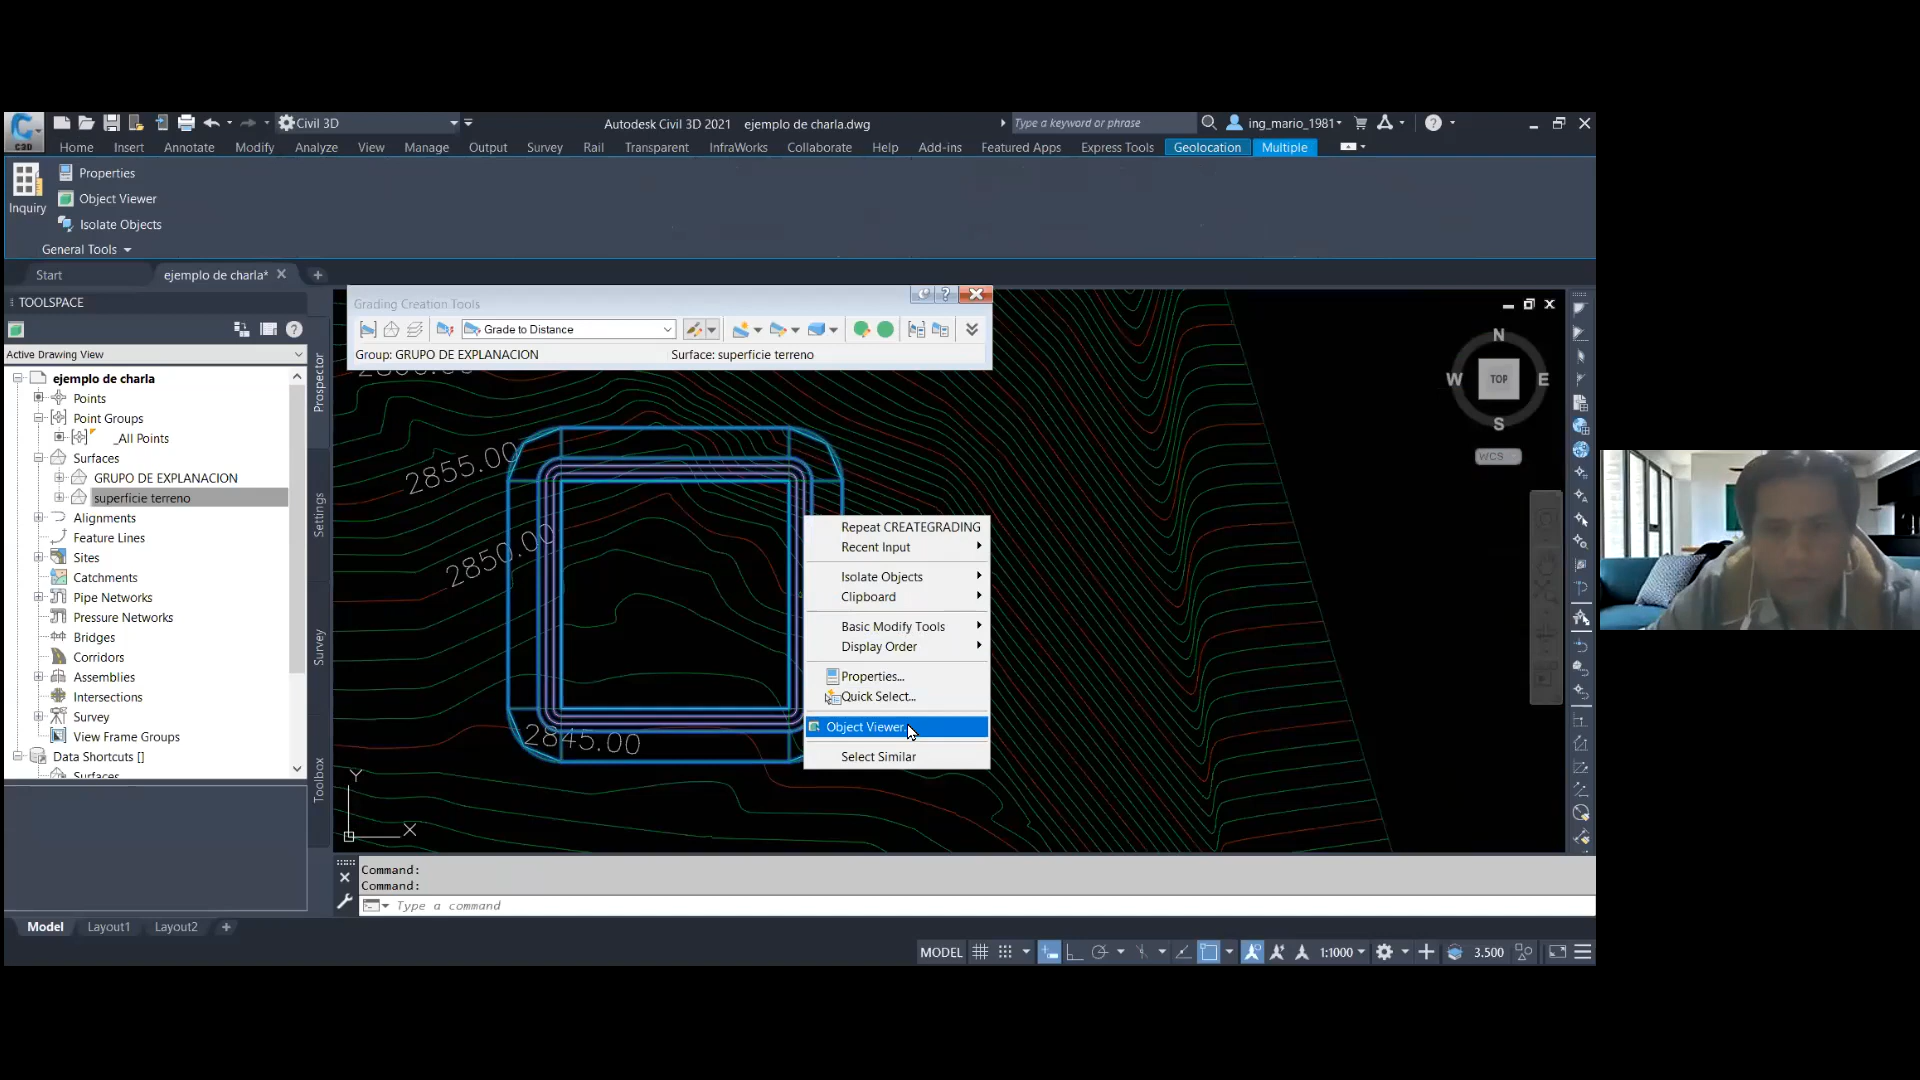 Civil 3D
Autodesk Civil 3D 2021 ejemplo de charla.dwg
Type a keyword or phrase
ing_mario_1981
C3D
Home Insert Annotate Modify Analyze View Manage Output Survey Rail Transparent InfraWorks Collaborate Help Add-ins Featured Apps Express Tools Geolocation Multiple
Inquiry
Properties
Object Viewer
Isolate Objects
General Tools
Start
ejemplo de charla*
TOOLSPACE
Active Drawing View
ejemplo de charla
Points
Point Groups
_All Points
Surfaces
GRUPO DE EXPLANACION
superficie terreno
Alignments
Feature Lines
Sites
Catchments
Pipe Networks
Pressure Networks
Bridges
Corridors
Assemblies
Intersections
Survey
View Frame Groups
Data Shortcuts []
Surfaces
Prospector
Settings
Survey
Toolbox
Grading Creation Tools
Grade to Distance
Group: GRUPO DE EXPLANACION
Surface: superficie terreno
2855.00
2850.00
2845.00
N
W
TOP
E
S
WCS
Repeat CREATEGRADING
Recent Input
Isolate Objects
Clipboard
Basic Modify Tools
Display Order
Properties...
Quick Select...
Object Viewer...
Select Similar
Y
X
Command:
Command:
Type a command
Model Layout1 Layout2
MODEL
1:1000
3.500